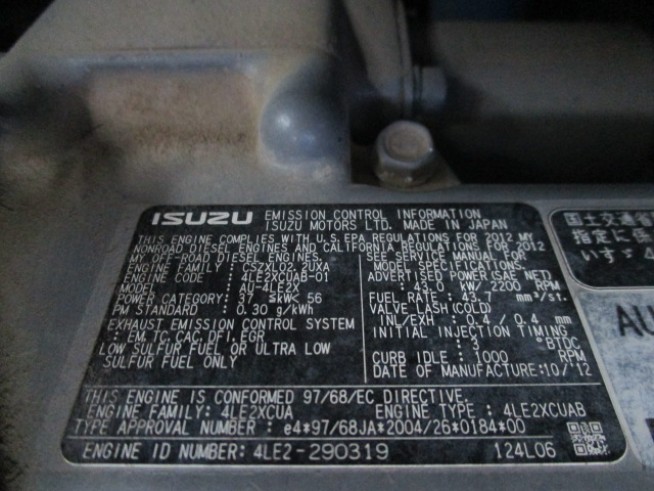 ISUZU EMISSION CONTROL INFORMATION
ISUZU MOTORS LTD. MADE IN JAPAN
THIS ENGINE COMPLIES WITH U.S.EPA REGULATIONS FOR 2012 MY
NONROAD DIESEL ENGINES AND CALIFORNIA REGULATIONS FOR 2012
MY OFF-ROAD DIESEL ENGINES.
ENGINE FAMILY : CSZXL02.2UXA
ENGINE CODE : 4LE2XCUAB-01
MODEL : AU-4LE2X
POWER CATEGORY: 37 ≤kW< 56
PM STANDARD : 0.30 g/kWh
EXHAUST EMISSION CONTROL SYSTEM
: EM, TC, CAC, DFI, EGR
LOW SULFUR FUEL OR ULTRA LOW
SULFUR FUEL ONLY
SEE SERVICE MANUAL FOR
MODEL SPECIFICATIONS.
ADVERTISED POWER(SAE NET)
: 43.0 kW/ 2200 RPM
FUEL RATE : 43.7 mm³/st.
VALVE LASH(COLD)
INL/EXH : 0.4 / 0.4 mm
INITIAL INJECTION TIMING
: 3 °BTDC
CURB IDLE : 1000 RPM
DATE OF MANUFACTURE:10/'12
THIS ENGINE IS CONFORMED 97/68/EC DIRECTIVE.
ENGINE FAMILY: 4LE2XCUA ENGINE TYPE : 4LE2XCUAB
TYPE APPROVAL NUMBER : e4*97/68JA*2004/26*0184*00
ENGINE ID NUMBER: 4LE2-290319 124L06
国土交通省
指定に係
いすゞ4
AU